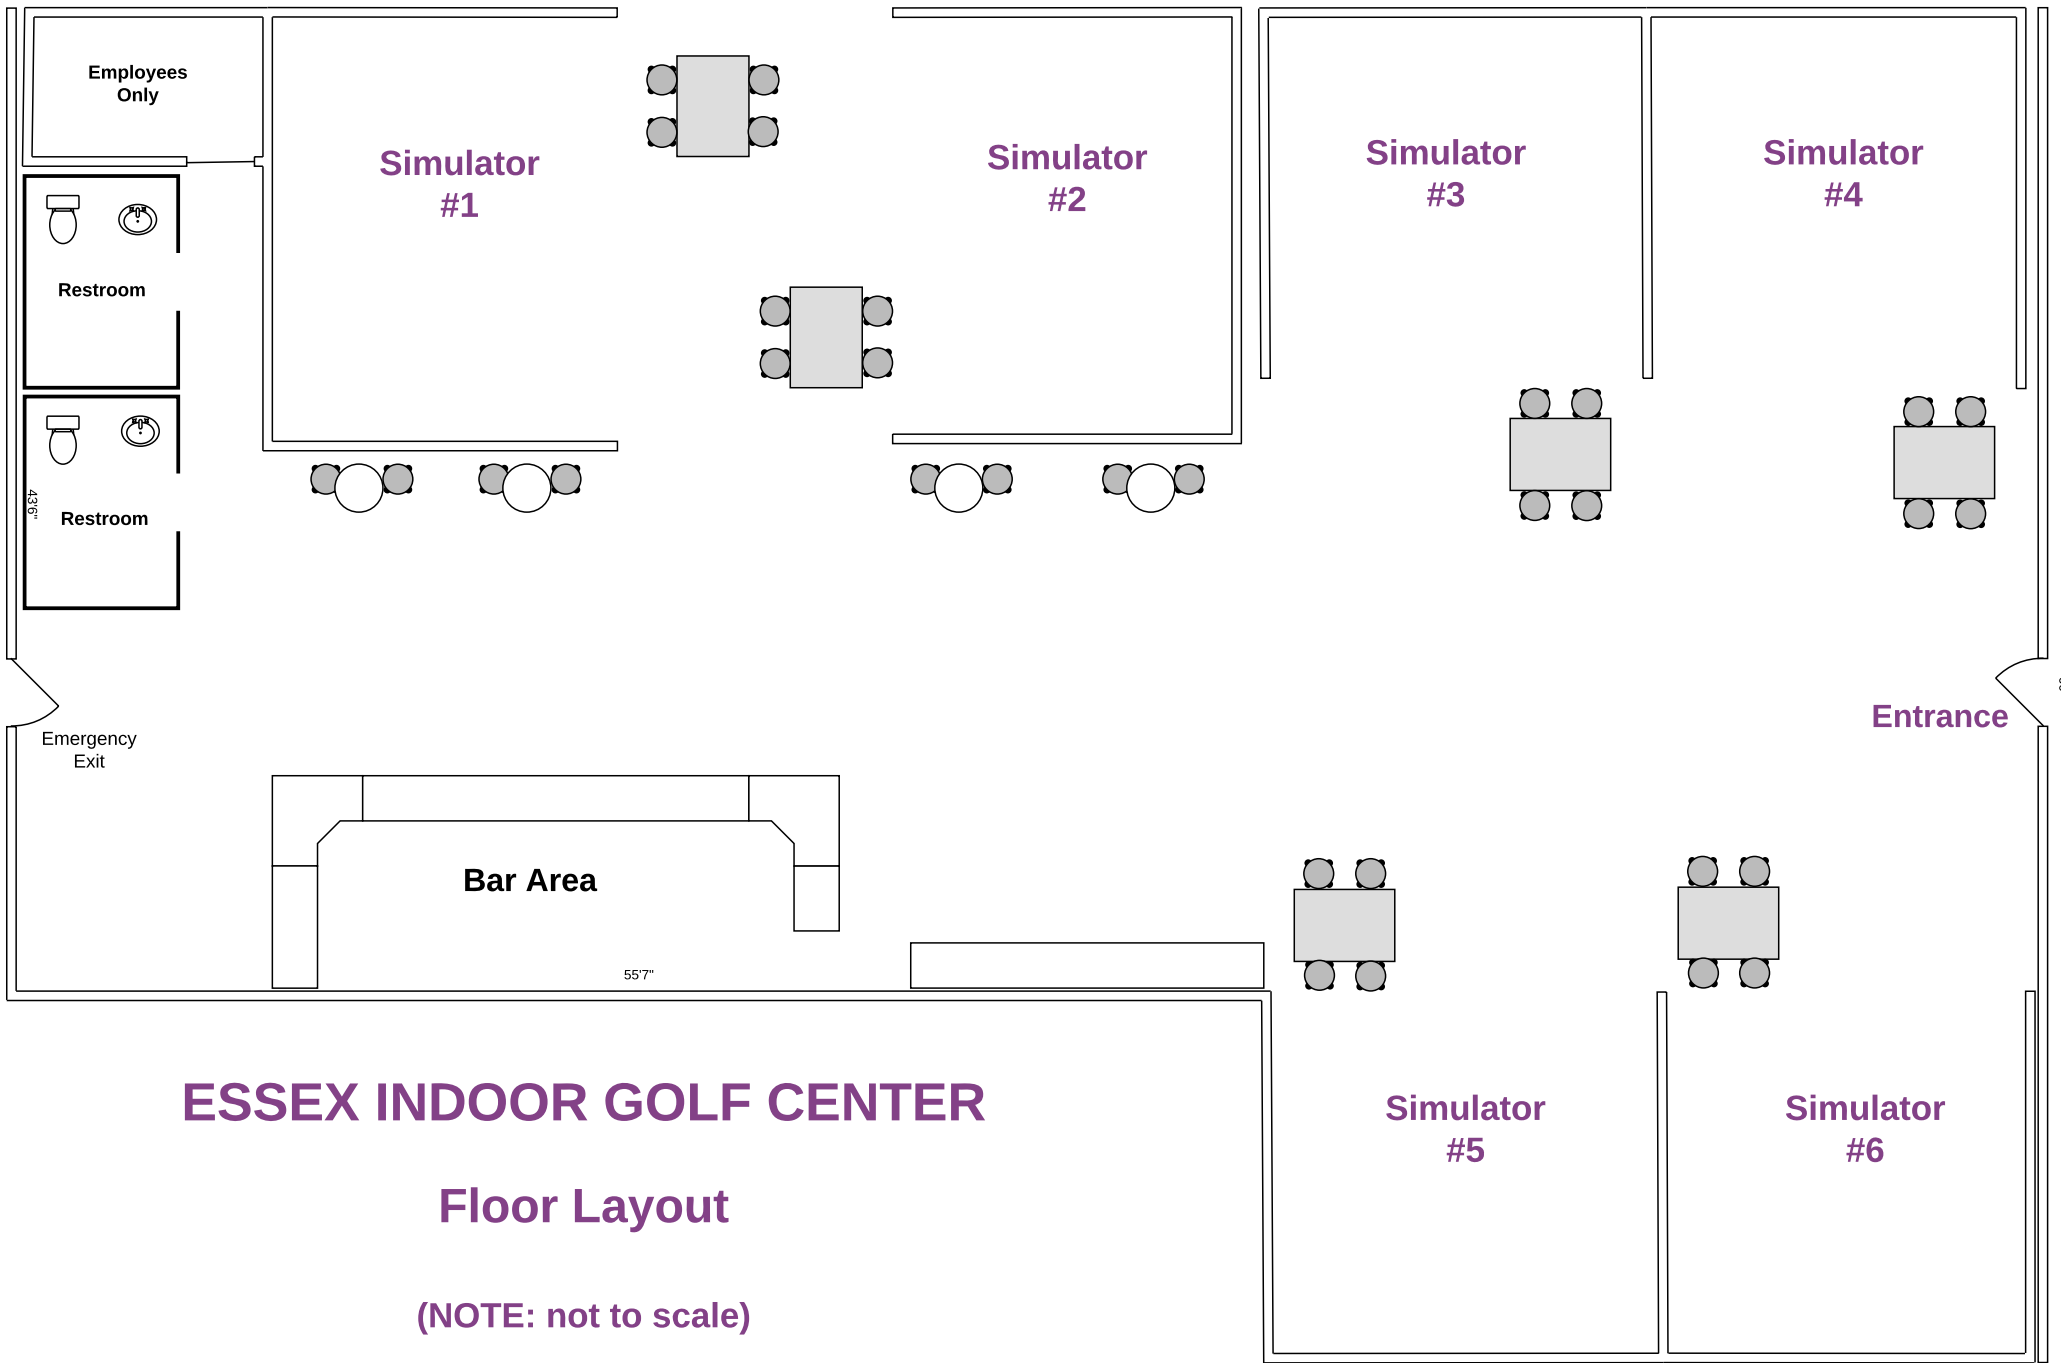 Employees
Only
Simulator
#1
Simulator
#2
Simulator
#3
Simulator
#4
Restroom
43'6"
Restroom
Emergency
Exit
Entrance
Bar Area
55'7"
ESSEX INDOOR GOLF CENTER
Floor Layout
(NOTE: not to scale)
Simulator
#5
Simulator
#6